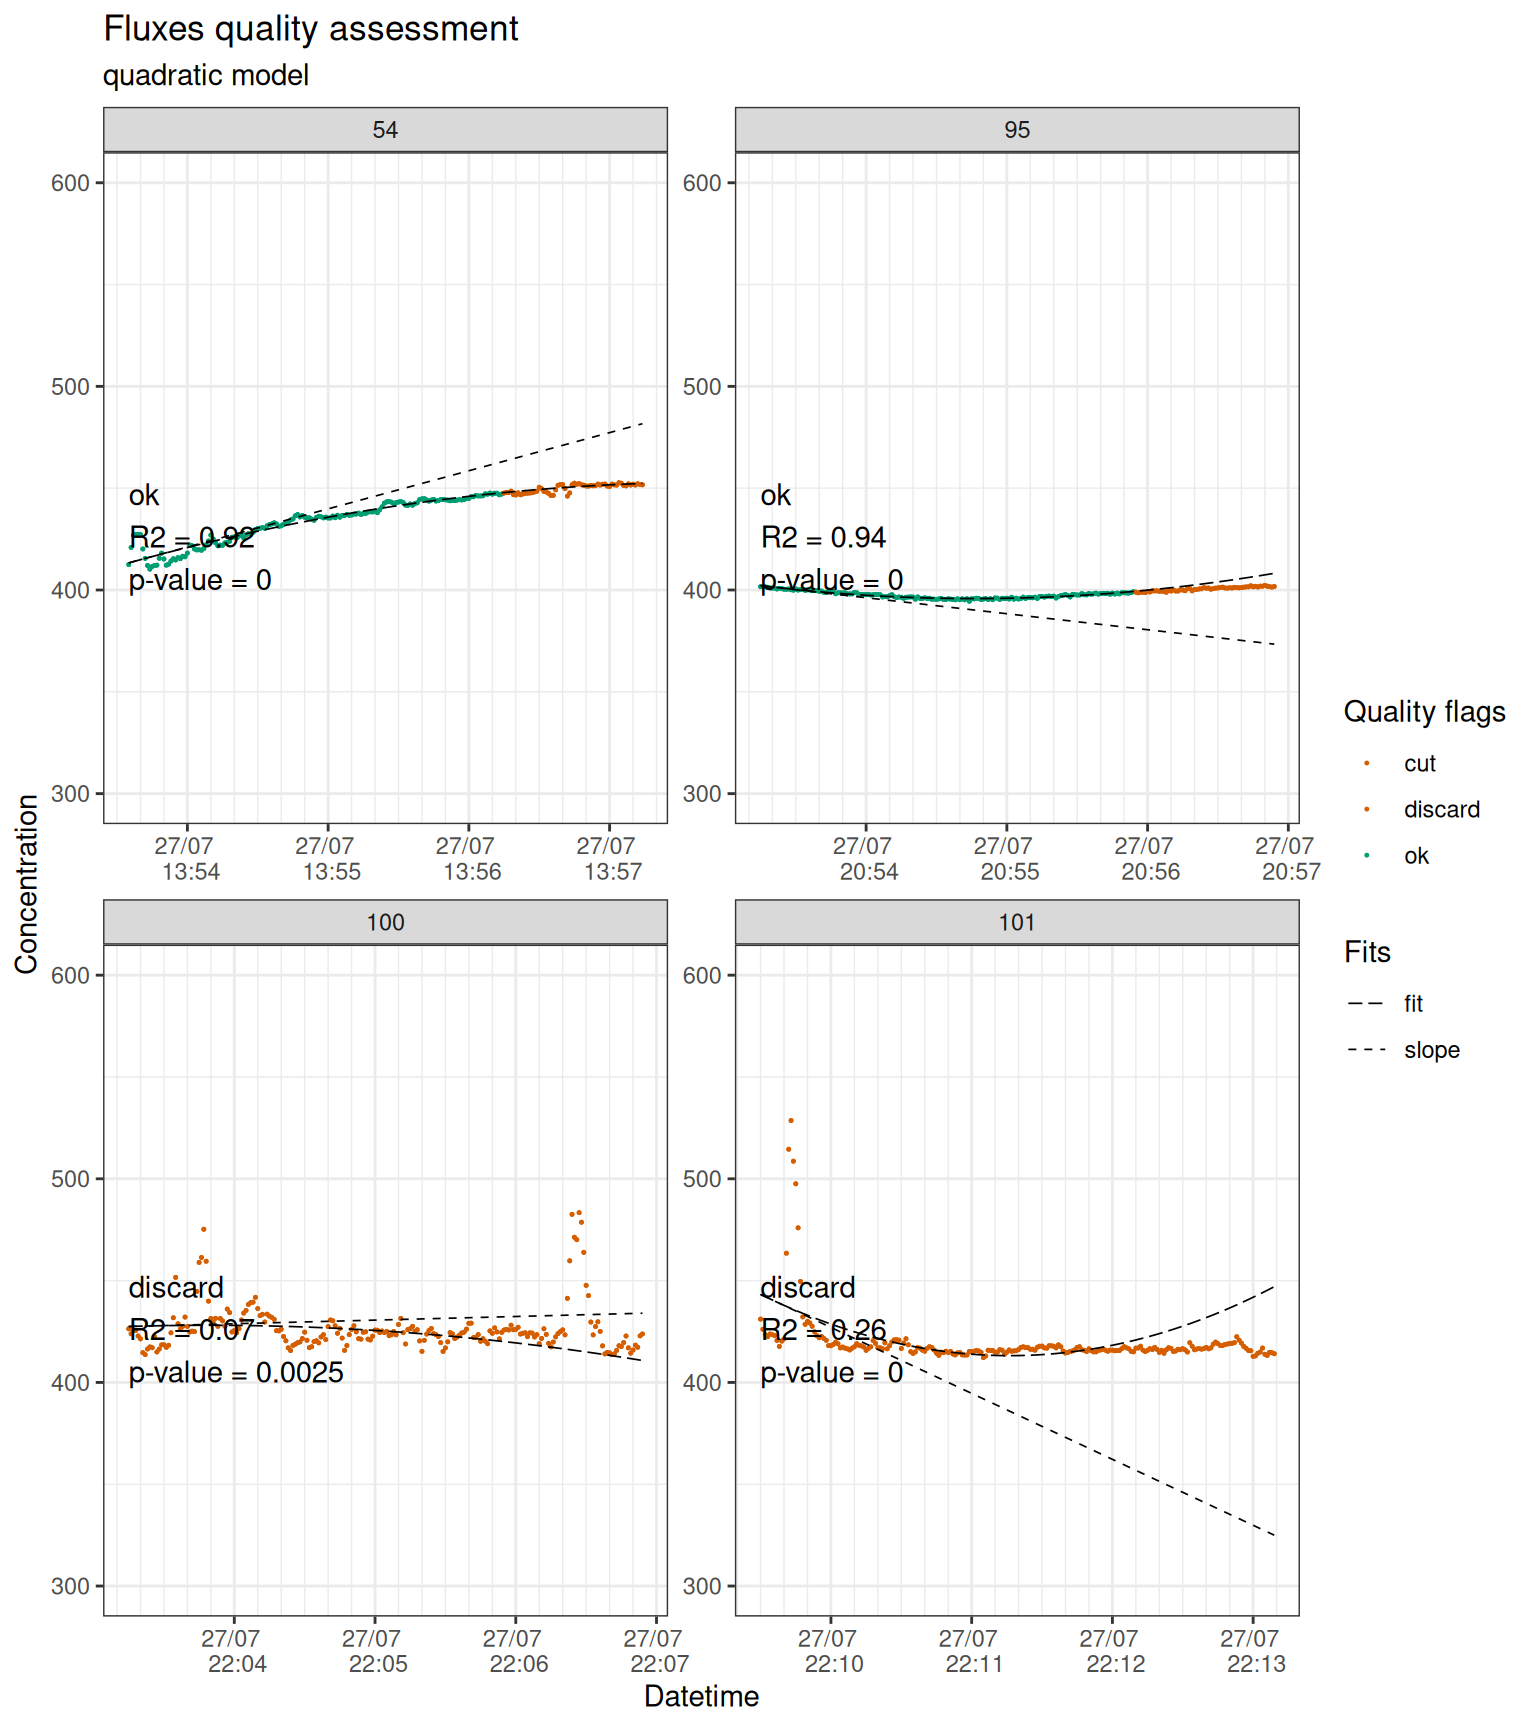 Fluxes quality assessment
quadratic model
54
95
600
500
400
300
ok
R2 = 0.92
p-value = 0
27/07
13:54
27/07
13:55
27/07
13:56
27/07
13:57
600
500
400
300
ok
R2 = 0.94
p-value = 0
27/07
20:54
27/07
20:55
27/07
20:56
27/07
20:57
Concentration
100
101
600
500
400
300
discard
R2 = 0.07
p-value = 0.0025
27/07
22:04
27/07
22:05
27/07
22:06
27/07
22:07
600
500
400
300
discard
R2 = 0.26
p-value = 0
27/07
22:10
27/07
22:11
27/07
22:12
27/07
22:13
Datetime
Quality flags
cut
discard
ok
Fits
fit
slope